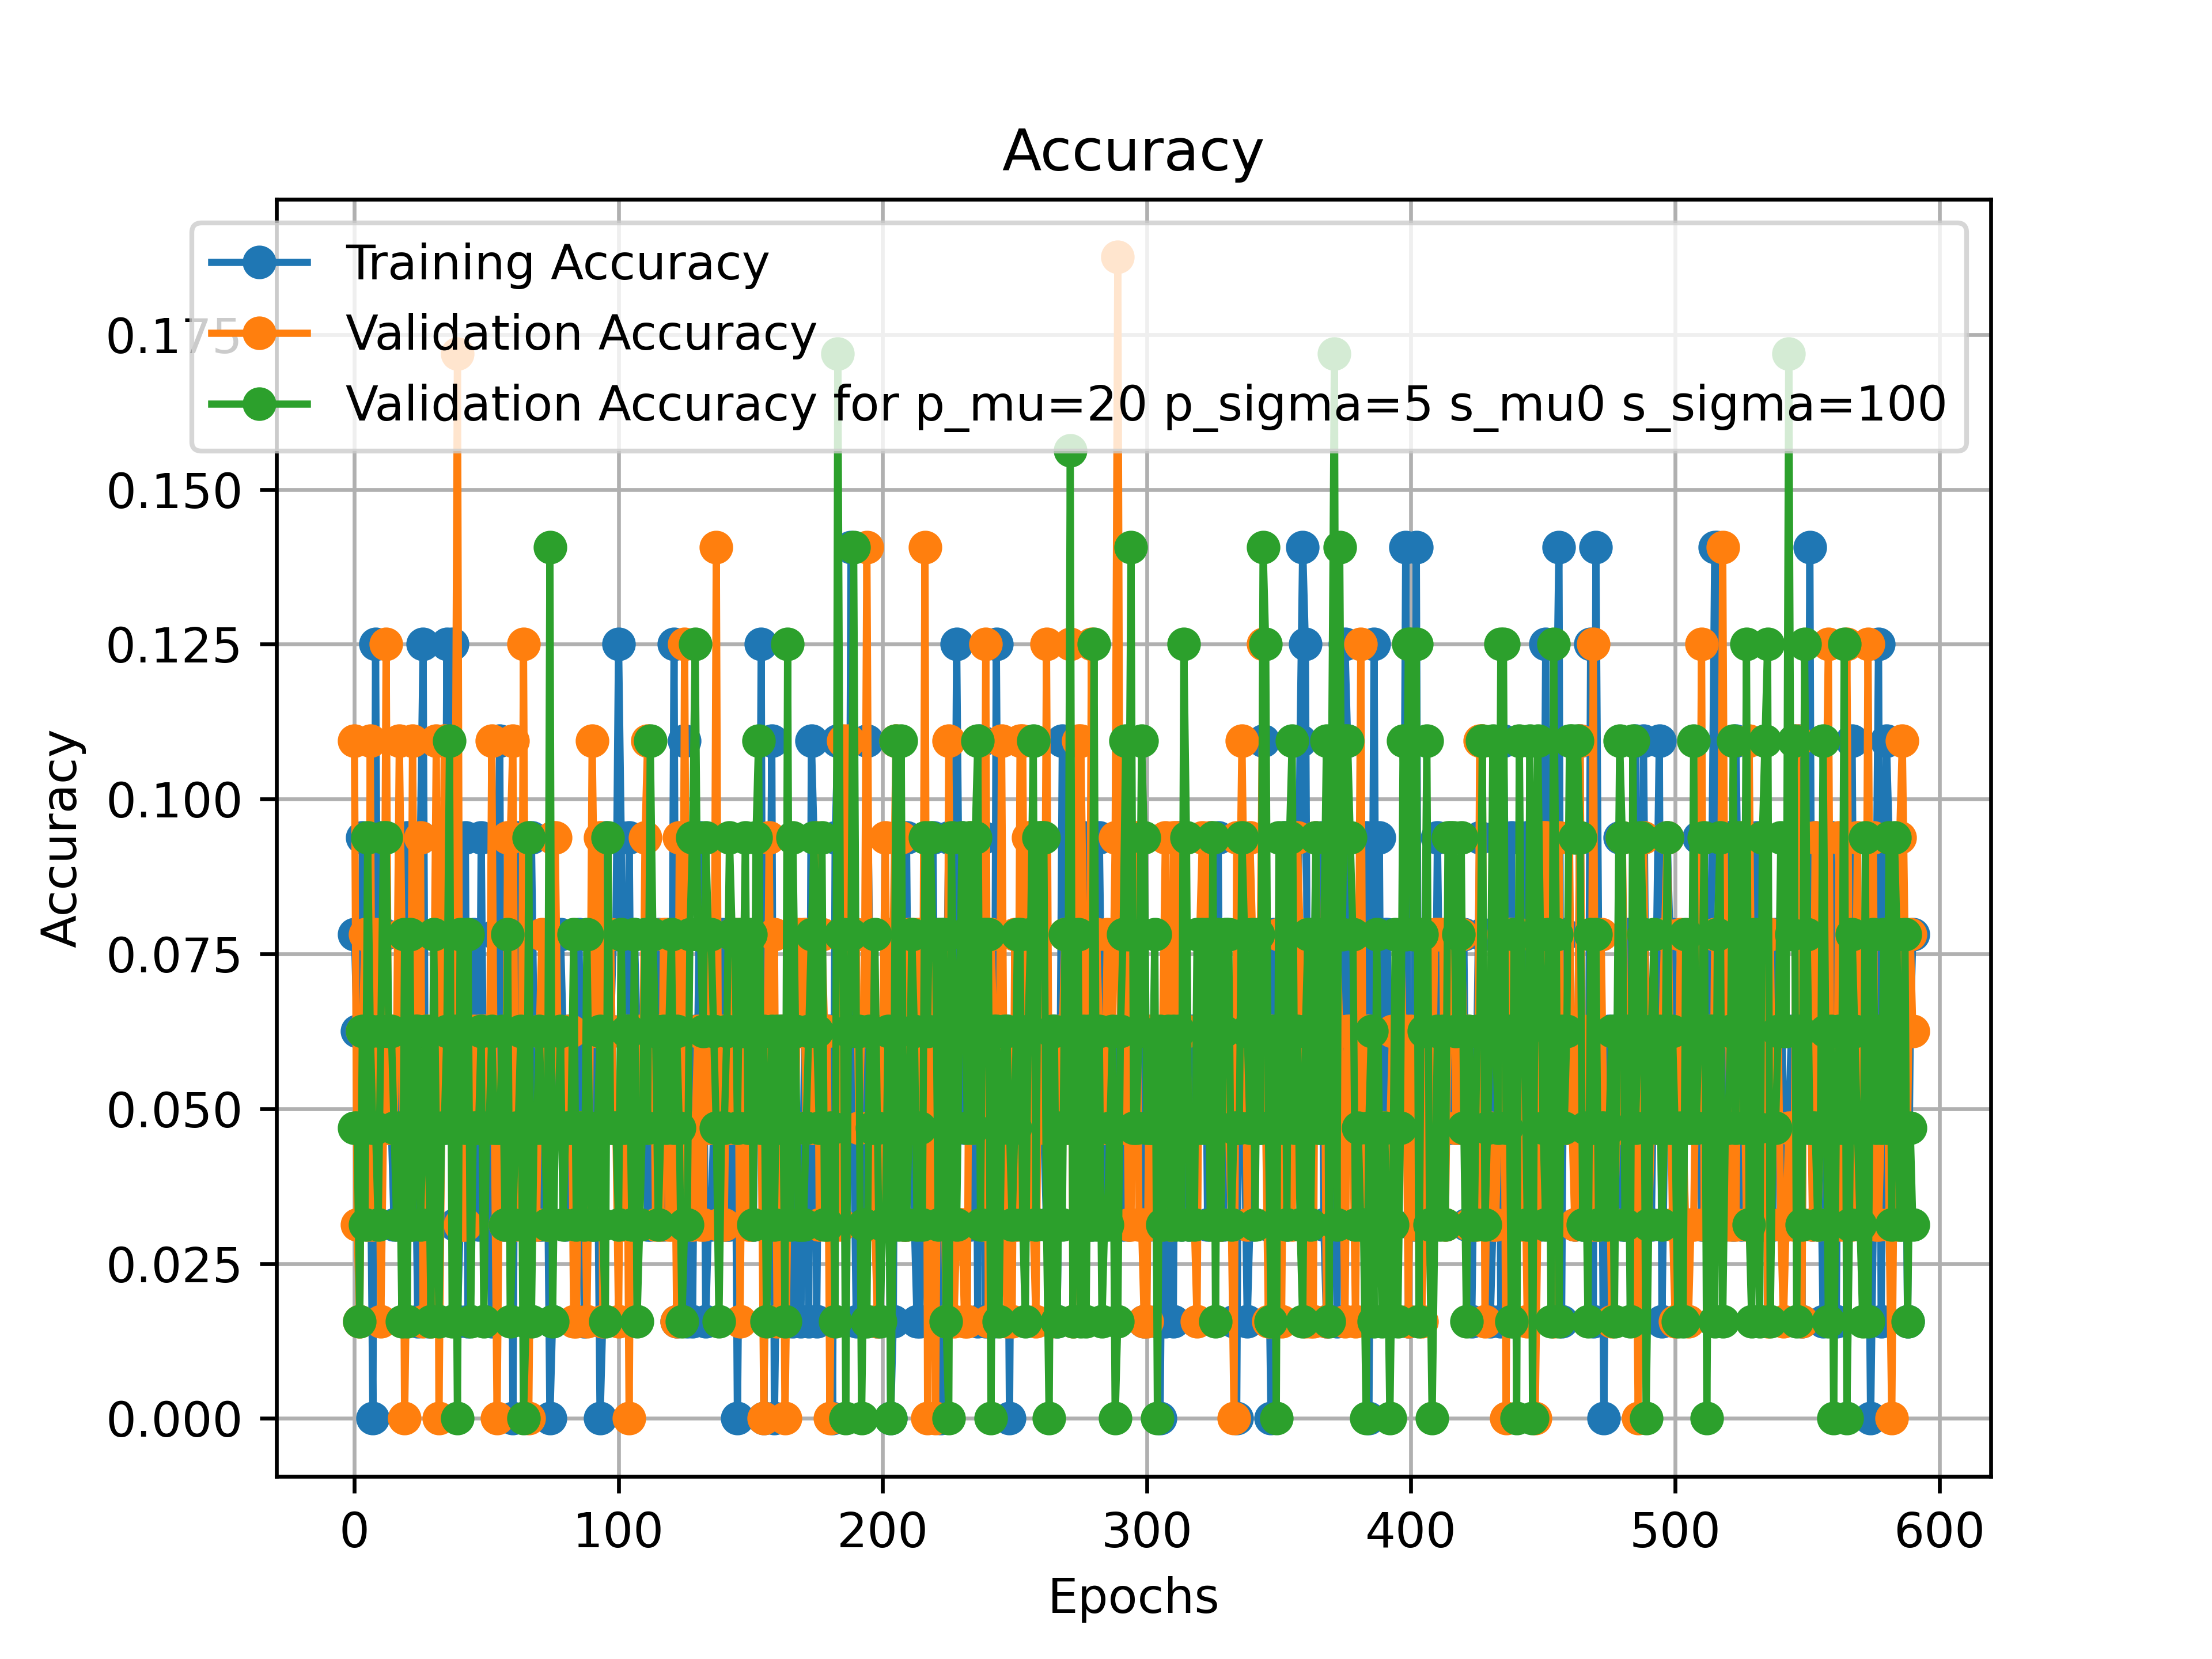 Accuracy
Training Accuracy
Validation Accuracy
Validation Accuracy for p_mu=20 p_sigma=5 s_mu0 s_sigma=100
Accuracy
0.175
0.150
0.125
0.100
0.075
0.050
0.025
0.000
0 100 200 300 400 500 600
Epochs